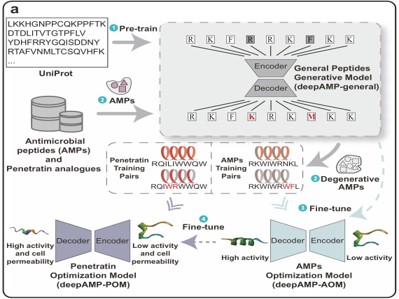 a
LKKHGNPPCQKPPFTK
DTDLITVTGTPFLV
YDHFRRYGQISDDNY
RTAFVNMLTCSQVHFK
...
UniProt
1 Pre-train
2 AMPs
Antimicrobial
peptides (AMPs)
and
Penetratin analogues
R K F R R K F K K
Encoder
Decoder
General Peptides
Generative Model
(deepAMP-general)
R K F K R K M K K
Penetratin
Training
Pairs
RQILIWWQW
RQIWRWWQW
AMPs
Training
Pairs
RKWIWRNKL
RKWIWRWFL
2 Degenerative
AMPs
3 Fine-tune
4 Fine-tune
High activity
and cell
permeability
Decoder
Encoder
Low activity
and cell
permeability
Penetratin
Optimization Model
(deepAMP-POM)
High activity
Decoder
Encoder
Low activity
AMPs
Optimization Model
(deepAMP-AOM)